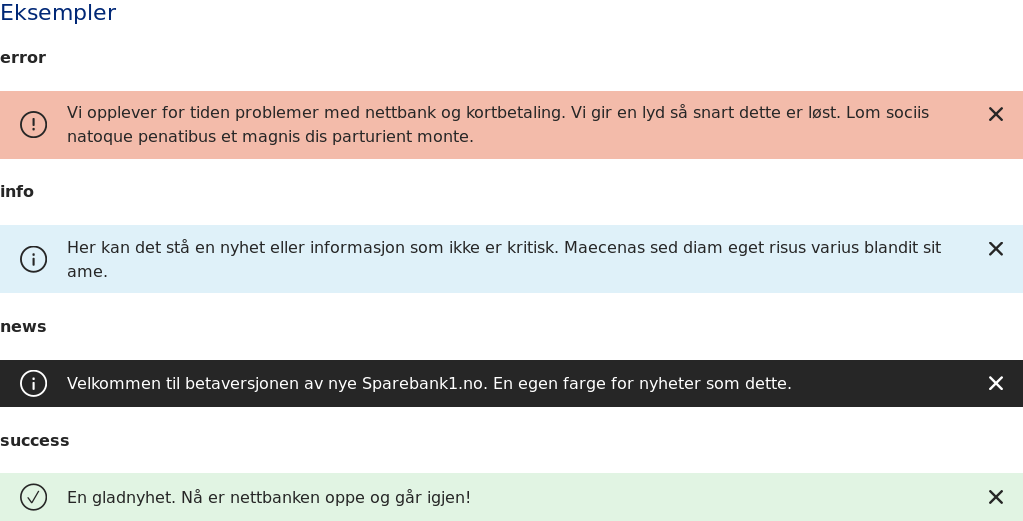 Eksempler
error
Vi opplever for tiden problemer med nettbank og kortbetaling. Vi gir en lyd så snart dette er løst. Lom sociis
natoque penatibus et magnis dis parturient monte.
info
Her kan det stå en nyhet eller informasjon som ikke er kritisk. Maecenas sed diam eget risus varius blandit sit
ame.
news
Velkommen til betaversjonen av nye Sparebank1.no. En egen farge for nyheter som dette.
success
En gladnyhet. Nå er nettbanken oppe og går igjen!